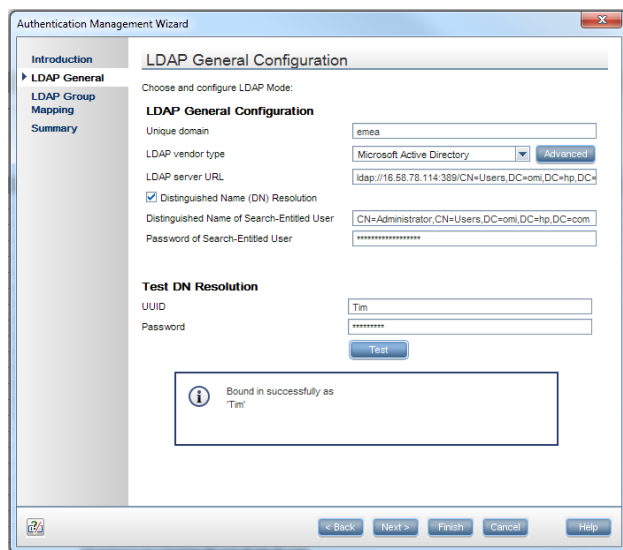 Authentication Management Wizard
Introduction
LDAP General
LDAP Group
Mapping
Summary
LDAP General Configuration
Choose and configure LDAP Mode:
LDAP General Configuration
Unique domain
emea
LDAP vendor type
Microsoft Active Directory
Advanced
LDAP server URL
ldap://16.58.78.114:389/CN=Users,DC=omi,DC=hp,DC=
Distinguished Name (DN) Resolution
Distinguished Name of Search-Entitled User
CN=Administrator,CN=Users,DC=omi,DC=hp,DC=com
Password of Search-Entitled User
******************
Test DN Resolution
UUID
Tim
Password
*********
Test
Bound in successfully as
'Tim'
< Back
Next >
Finish
Cancel
Help